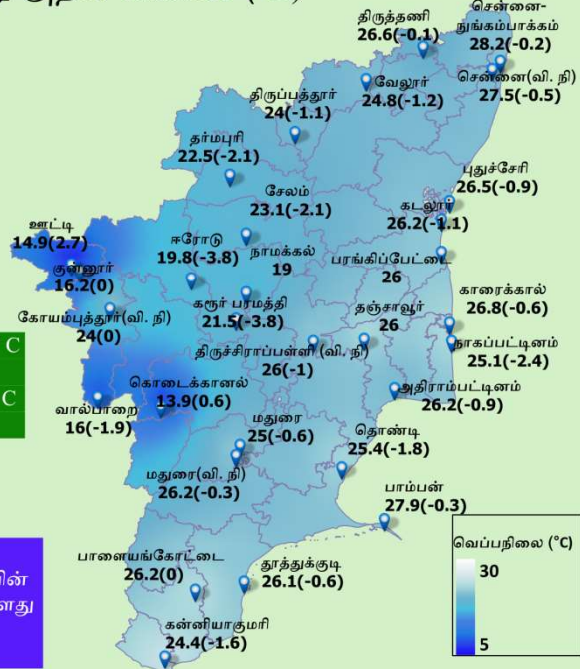 சென்னை-
நுங்கம்பாக்கம்
28.2(-0.2)
திருத்தணி
26.6(-0.1)
சென்னை(வி. நி)
27.5(-0.5)
வேலூர்
24.8(-1.2)
திருப்பத்தூர்
24(-1.1)
தர்மபுரி
22.5(-2.1)
புதுச்சேரி
26.5(-0.9)
சேலம்
23.1(-2.1)
கடலூர்
26.2(-1.1)
ஊட்டி
14.9(2.7)
ஈரோடு
19.8(-3.8)
நாமக்கல்
19
பரங்கிப்பேட்டை
26
குன்னூர்
16.2(0)
காரைக்கால்
26.8(-0.6)
கரூர் பரமத்தி
21.5(-3.8)
தஞ்சாவூர்
26
கோயம்புத்தூர்(வி. நி)
24(0)
திருச்சிராப்பள்ளி (வி. நி)
26(-1)
நாகப்பட்டினம்
25.1(-2.4)
C
C
கொடைக்கானல்
13.9(0.6)
அதிராம்பட்டினம்
26.2(-0.9)
வால்பாறை
16(-1.9)
மதுரை
25(-0.6)
தொண்டி
25.4(-1.8)
மதுரை(வி. நி)
26.2(-0.3)
பாம்பன்
27.9(-0.3)
வெப்பநிலை (°C)
30
5
பாளையங்கோட்டை
26.2(0)
தூத்துக்குடி
26.1(-0.6)
கன்னியாகுமரி
24.4(-1.6)